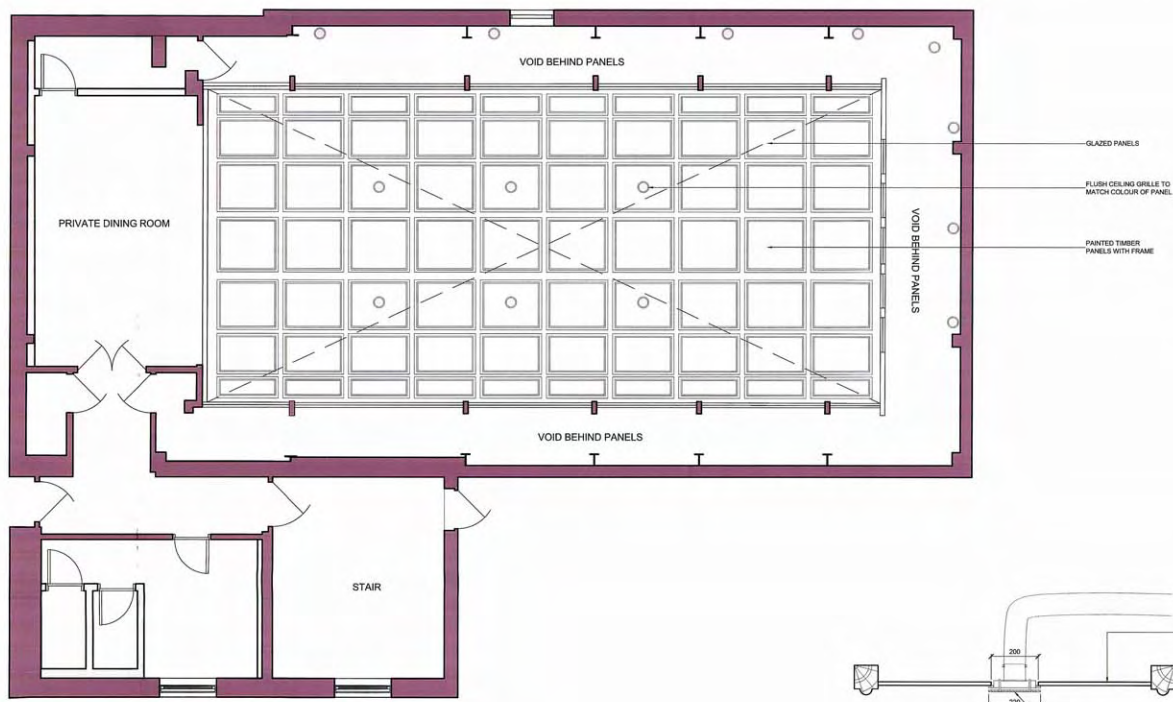 VOID BEHIND PANELS
GLAZED PANELS
FLUSH CEILING GRILLE TO
MATCH COLOUR OF PANEL
PRIVATE DINING ROOM
VOID BEHIND PANELS
PAINTED TIMBER
PANELS WITH FRAME
VOID BEHIND PANELS
STAIR
200
220